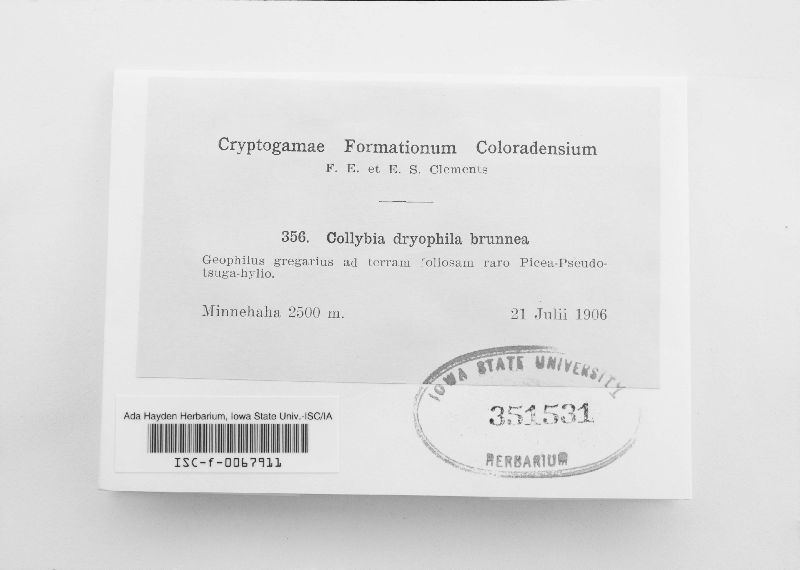 Cryptogamae Formationum Coloradensium
F. E. et E. S. Clements
356. Collybia dryophila brunnea
Geophilus gregarius ad terram foliosam raro Picea-Pseudo-
tsuga-hylio.
Minnehaha 2500 m. 21 Julii 1906
IOWA STATE UNIVERSITY
351531
HERBARIUM
Ada Hayden Herbarium, Iowa State Univ.-ISC/IA
ISC-f-0067911